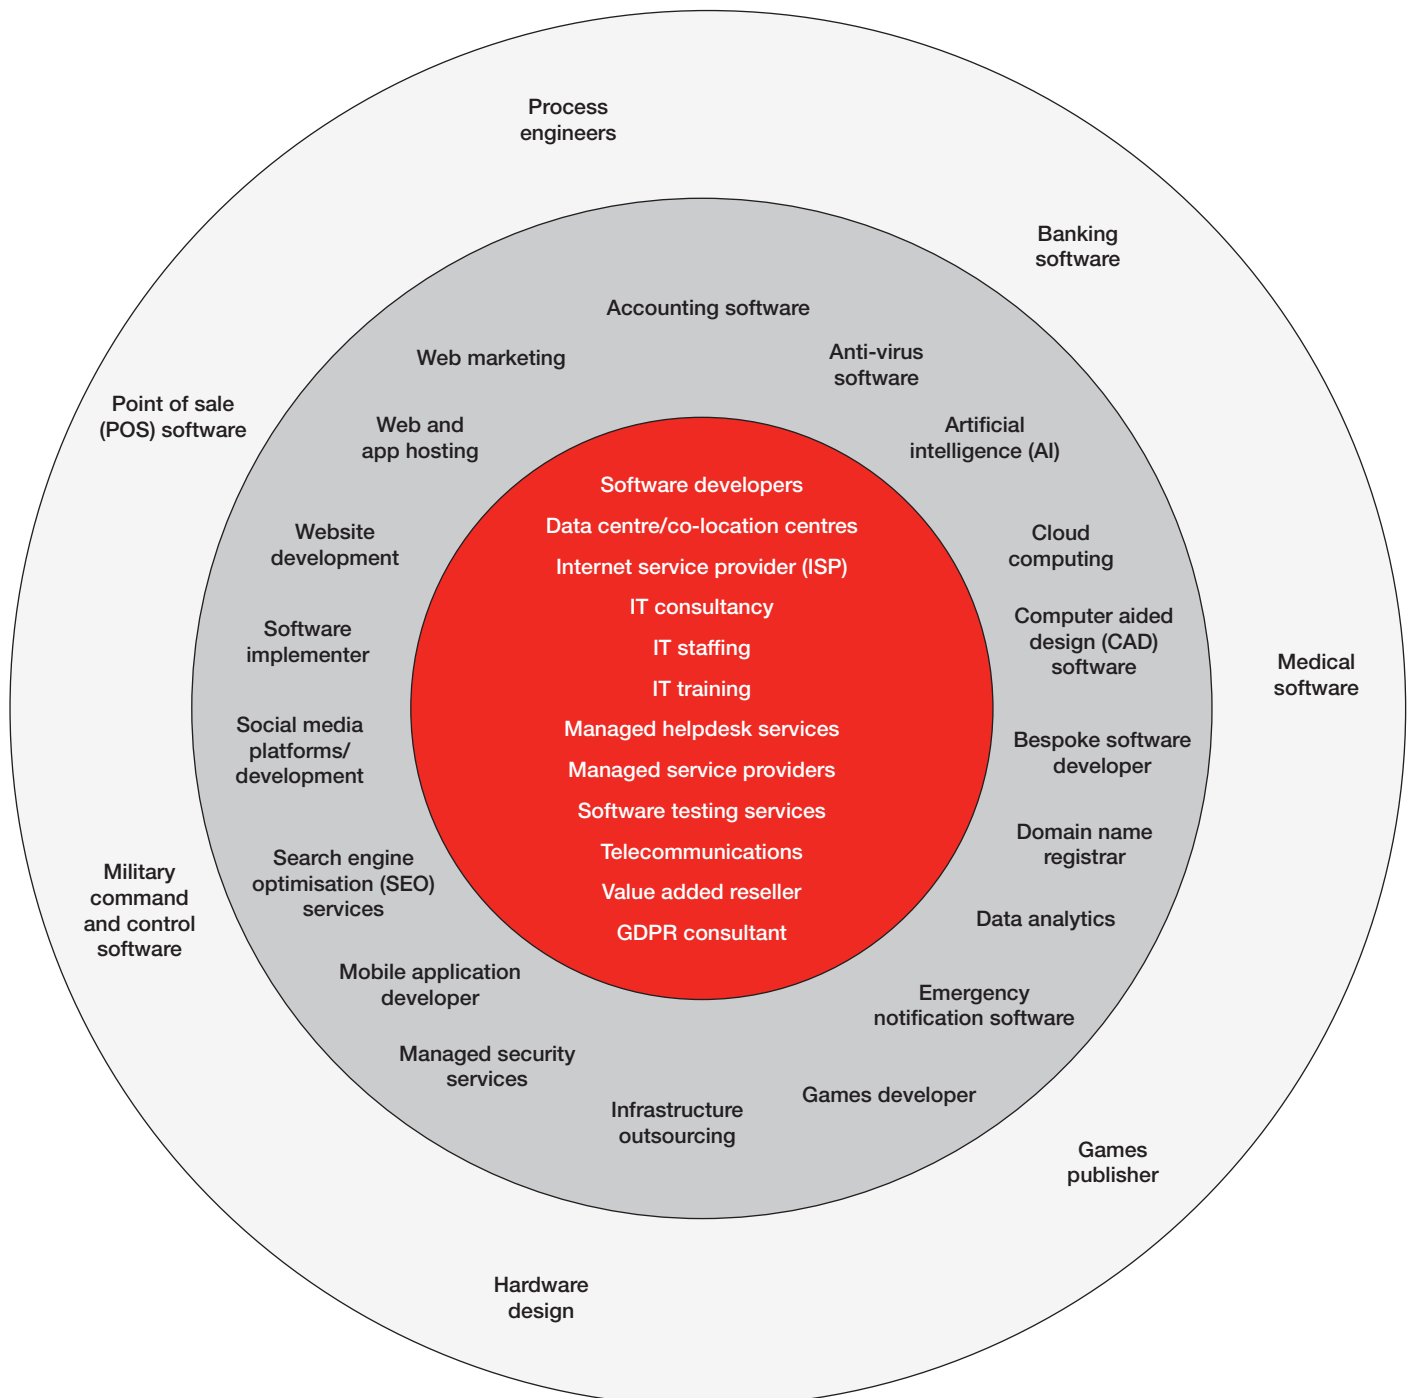 Process
engineers
Banking
software
Point of sale
(POS) software
Medical
software
Military
command
and control
software
Games
publisher
Hardware
design
Accounting software
Web marketing
Anti-virus
software
Web and
app hosting
Artificial
intelligence (AI)
Website
development
Cloud
computing
Software
implementer
Computer aided
design (CAD)
software
Social media
platforms/
development
Bespoke software
developer
Search engine
optimisation (SEO)
services
Domain name
registrar
Data analytics
Mobile application
developer
Emergency
notification software
Managed security
services
Games developer
Infrastructure
outsourcing
Software developers
Data centre/co-location centres
Internet service provider (ISP)
IT consultancy
IT staffing
IT training
Managed helpdesk services
Managed service providers
Software testing services
Telecommunications
Value added reseller
GDPR consultant